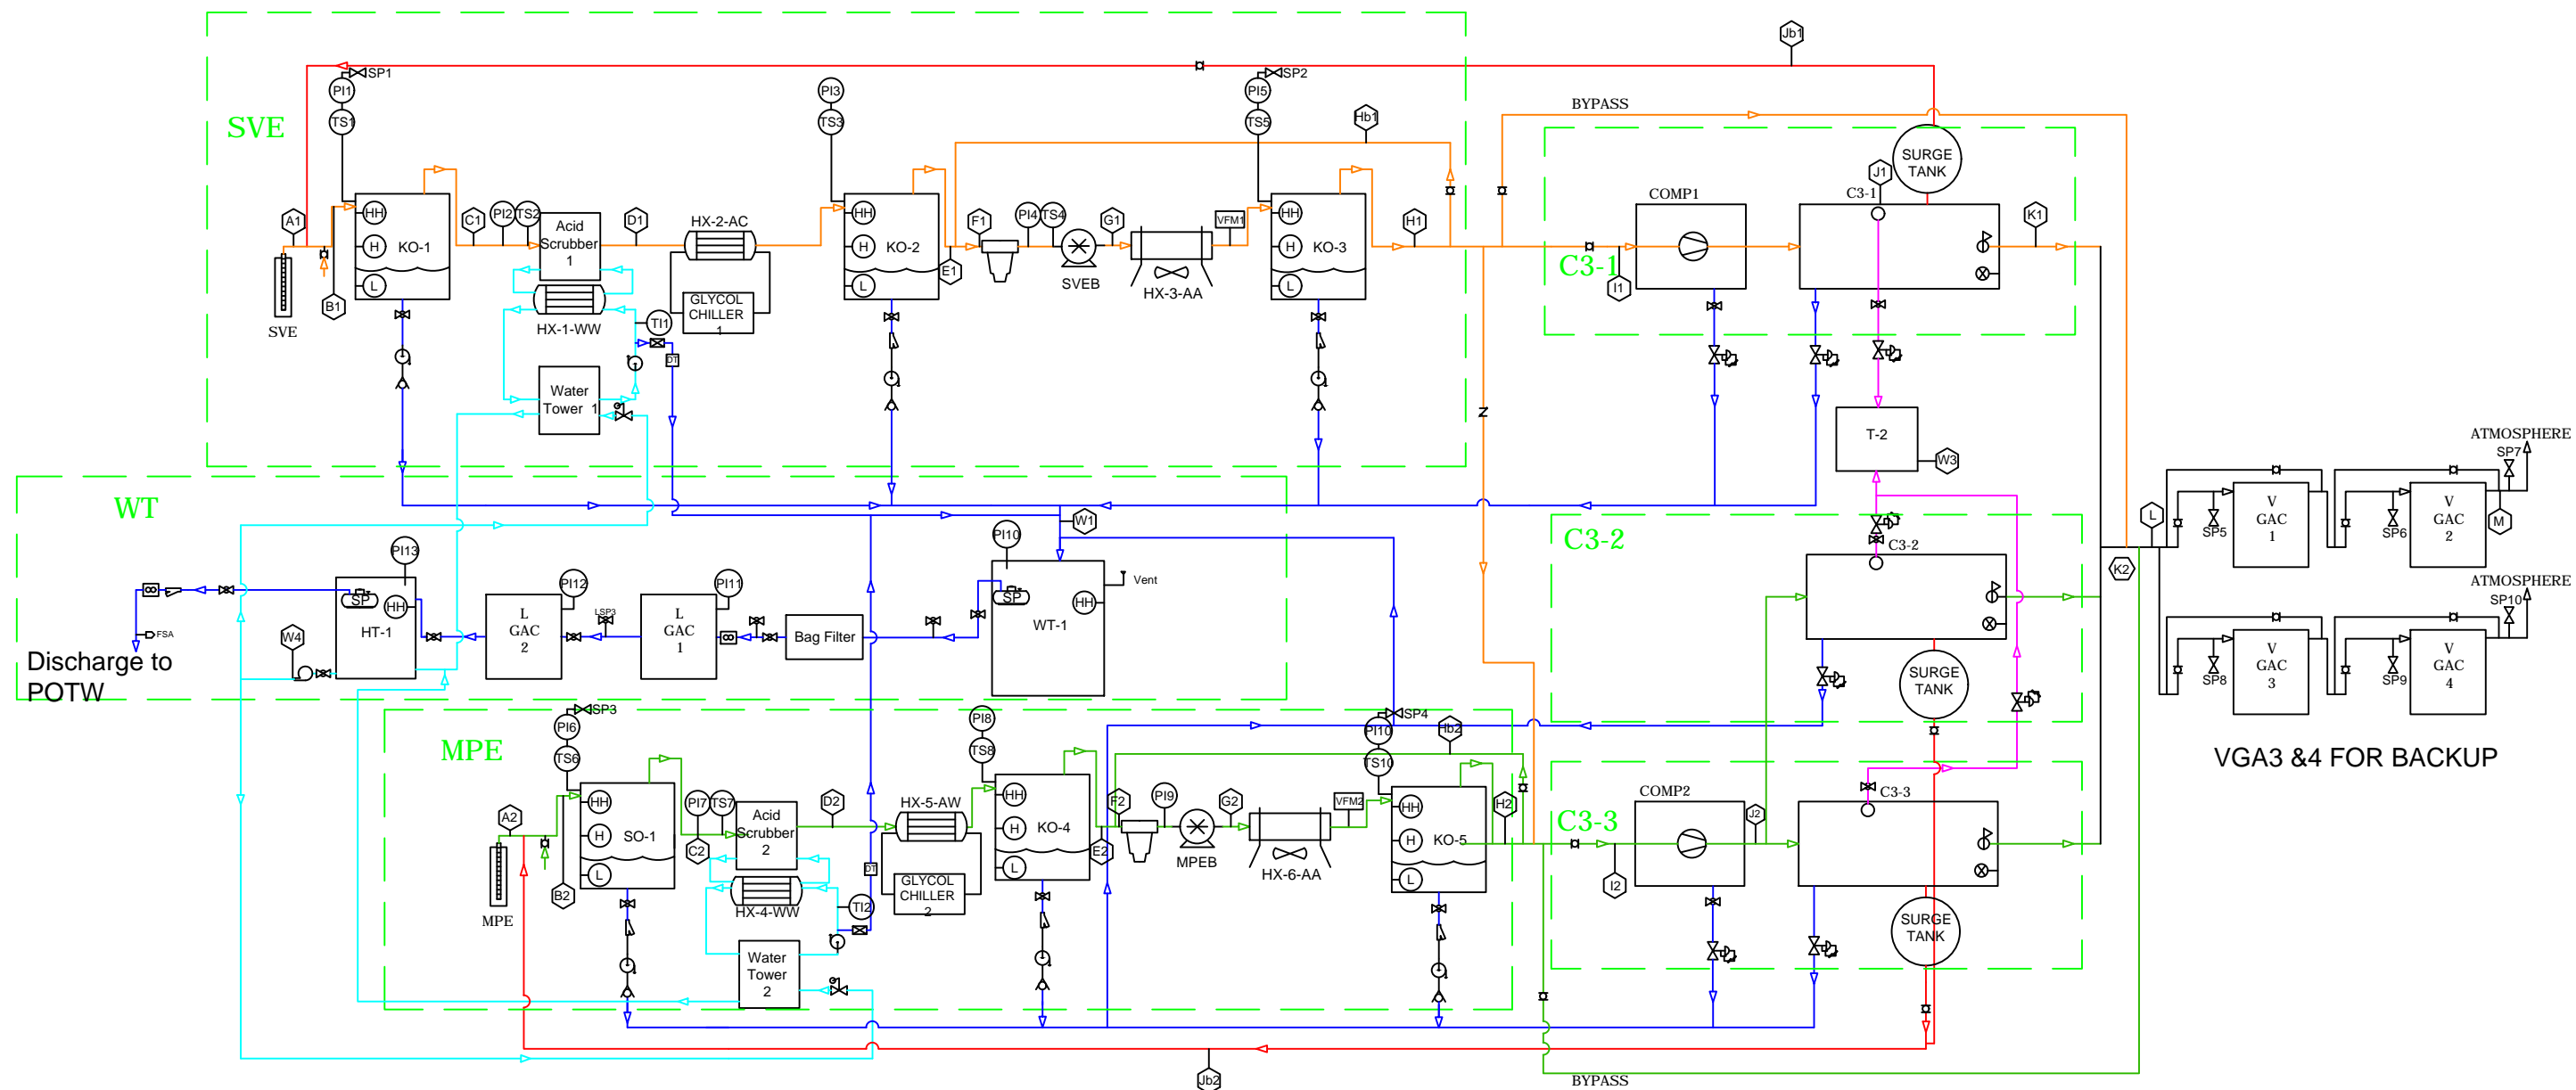 Jb1
SP1
PI1
TS1
PI3
TS3
SP2
PI5
TS5
BYPASS
Hb1
SVE
SURGE
TANK
C3-1
J1
COMP1
A1
HH
H
KO-1
L
B1
SVE
C1
PI2
TS2
Acid
Scrubber
1
D1
HX-2-AC
GLYCOL
CHILLER
1
HX-1-WW
TI1
DT
Water
Tower 1
HH
H
KO-2
L
E1
F1
PI4
TS4
G1
SVEB
HX-3-AA
VFM1
HH
H
KO-3
L
H1
C3-1
I1
K1
T-2
W3
ATMOSPHERE
SP7
WT
W1
PI10
Vent
HH
SP
WT-1
PI13
SP
HH
HT-1
W4
FSA
Discharge to
POTW
PI12
L
GAC
2
LSP3
PI11
L
GAC
1
Bag Filter
C3-2
C3-2
SURGE
TANK
L
K2
V
GAC
1
SP5
V
GAC
2
SP6
M
ATMOSPHERE
SP10
V
GAC
3
SP8
V
GAC
4
SP9
VGA3 &4 FOR BACKUP
MPE
SP3
PI6
TS6
PI8
TS8
SP4
PI10
TS10
Hb2
A2
HH
H
SO-1
L
B2
MPE
PI7
TS7
C2
Acid
Scrubber
2
D2
HX-5-AW
GLYCOL
CHILLER
2
HX-4-WW
TI2
DT
Water
Tower
2
HH
H
KO-4
L
E2
F2
PI9
G2
MPEB
HX-6-AA
VFM2
HH
H
KO-5
L
H2
C3-3
I2
COMP2
J2
C3-3
SURGE
TANK
Jb2
BYPASS